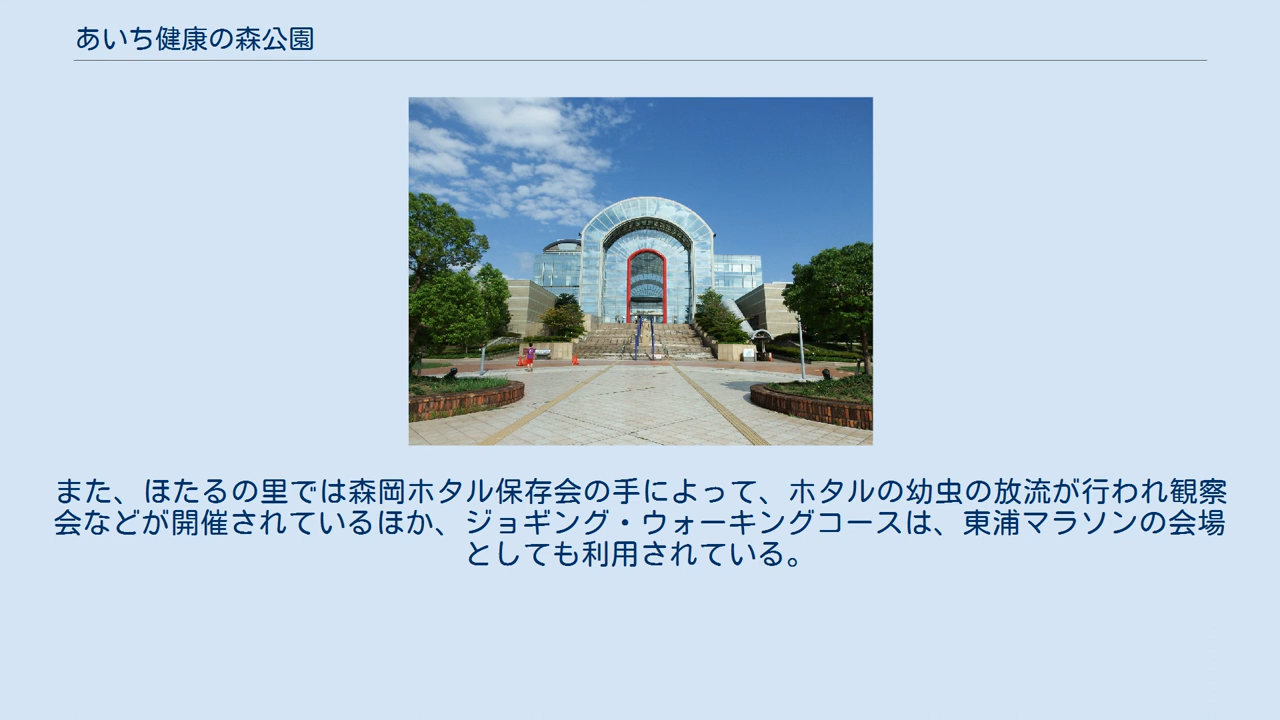 あいち健康の森公園
また、ほたるの里では森岡ホタル保存会の手によって、ホタルの幼虫の放流が行われ観察
会などが開催されているほか、ジョギング・ウォーキングコースは、東浦マラソンの会場
としても利用されている。